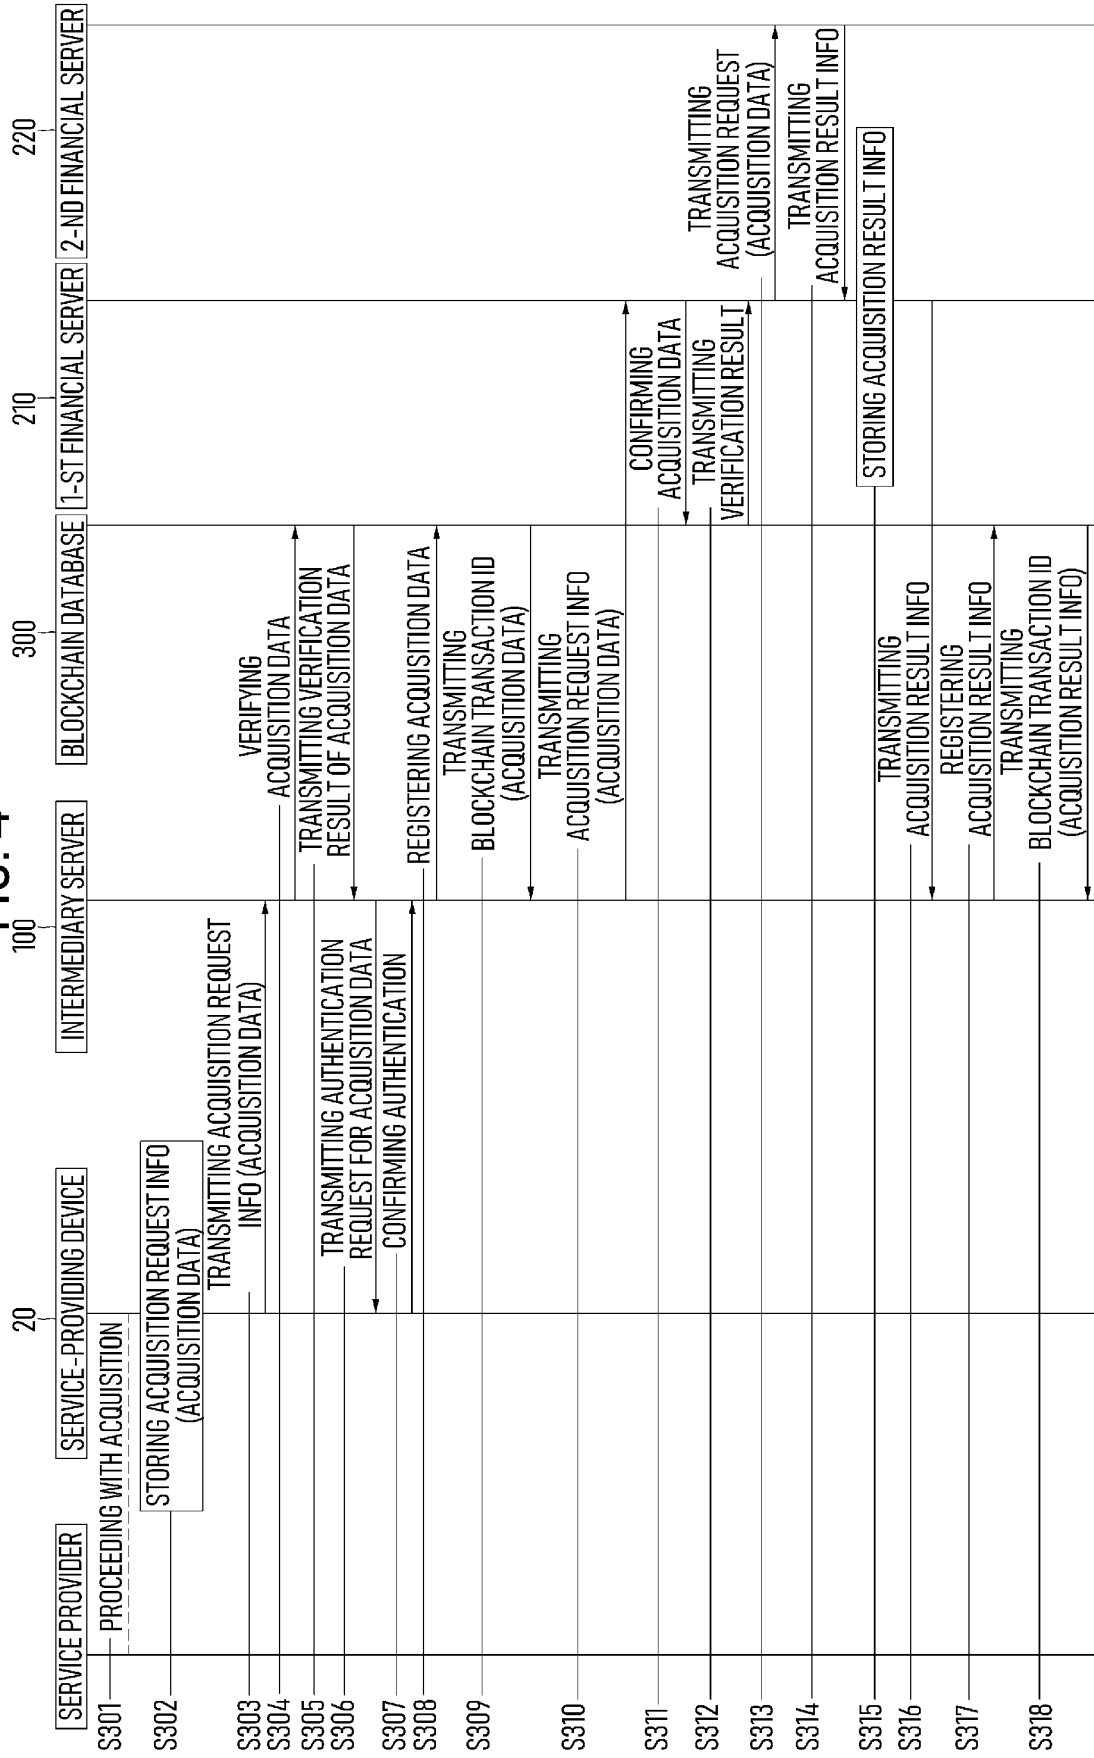 FIG. 4
20
100
300
210
220
SERVICE PROVIDER
SERVICE-PROVIDING DEVICE
INTERMEDIARY SERVER
BLOCKCHAIN DATABASE
1-ST FINANCIAL SERVER
2-ND FINANCIAL SERVER
S301
PROCEEDING WITH ACQUISITION
S302
STORING ACQUISITION REQUEST INFO
(ACQUISITION DATA)
S303
TRANSMITTING ACQUISITION REQUEST
INFO (ACQUISITION DATA)
S304
VERIFYING
ACQUISITION DATA
S305
TRANSMITTING VERIFICATION
RESULT OF ACQUISITION DATA
S306
TRANSMITTING AUTHENTICATION
REQUEST FOR ACQUISITION DATA
S307
CONFIRMING AUTHENTICATION
S308
REGISTERING ACQUISITION DATA
S309
TRANSMITTING
BLOCKCHAIN TRANSACTION ID
(ACQUISITION DATA)
S310
TRANSMITTING
ACQUISITION REQUEST INFO
(ACQUISITION DATA)
S311
CONFIRMING
ACQUISITION DATA
S312
TRANSMITTING
VERIFICATION RESULT
S313
TRANSMITTING
ACQUISITION REQUEST
(ACQUISITION DATA)
S314
TRANSMITTING
ACQUISITION RESULT INFO
S315
STORING ACQUISITION RESULT INFO
S316
TRANSMITTING
ACQUISITION RESULT INFO
S317
REGISTERING
ACQUISITION RESULT INFO
S318
TRANSMITTING
BLOCKCHAIN TRANSACTION ID
(ACQUISITION RESULT INFO)